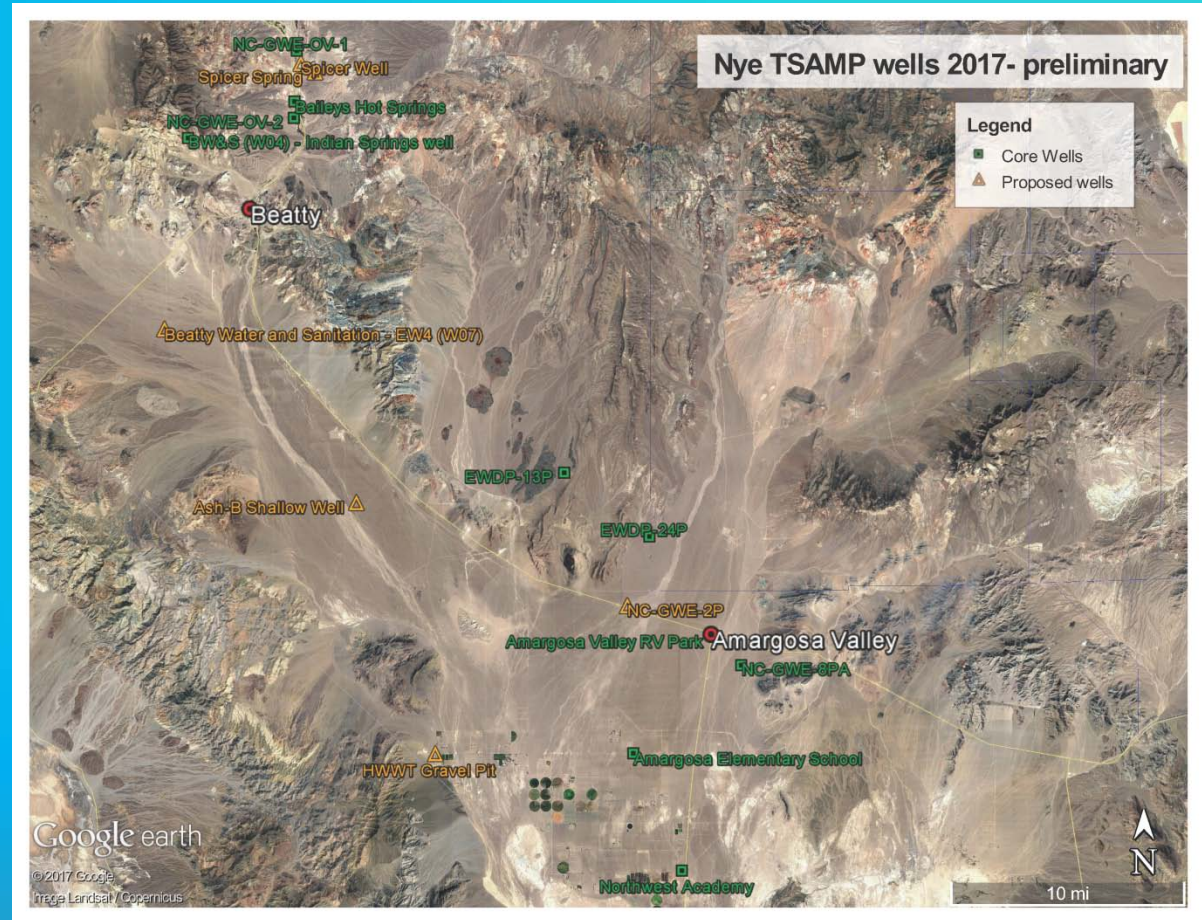 Nye TSAMP wells 2017- preliminary
Legend
Core Wells
Proposed wells
NC-GWE-OV-1
Spicer Well
Spicer Spring
Baileys Hot Springs
NC-GWE-OV-2
BW&S (W04) - Indian Springs well
Beatty
Beatty Water and Sanitation - EW4 (W07)
EWDP-13P
Ash-B Shallow Well
EWDP-24P
NC-GWE-2P
Amargosa Valley RV Park
Amargosa Valley
NC-GWE-8PA
Amargosa Elementary School
HWWT Gravel Pit
Northwest Academy
Google earth
© 2017 Google
Image Landsat / Copernicus
N
10 mi